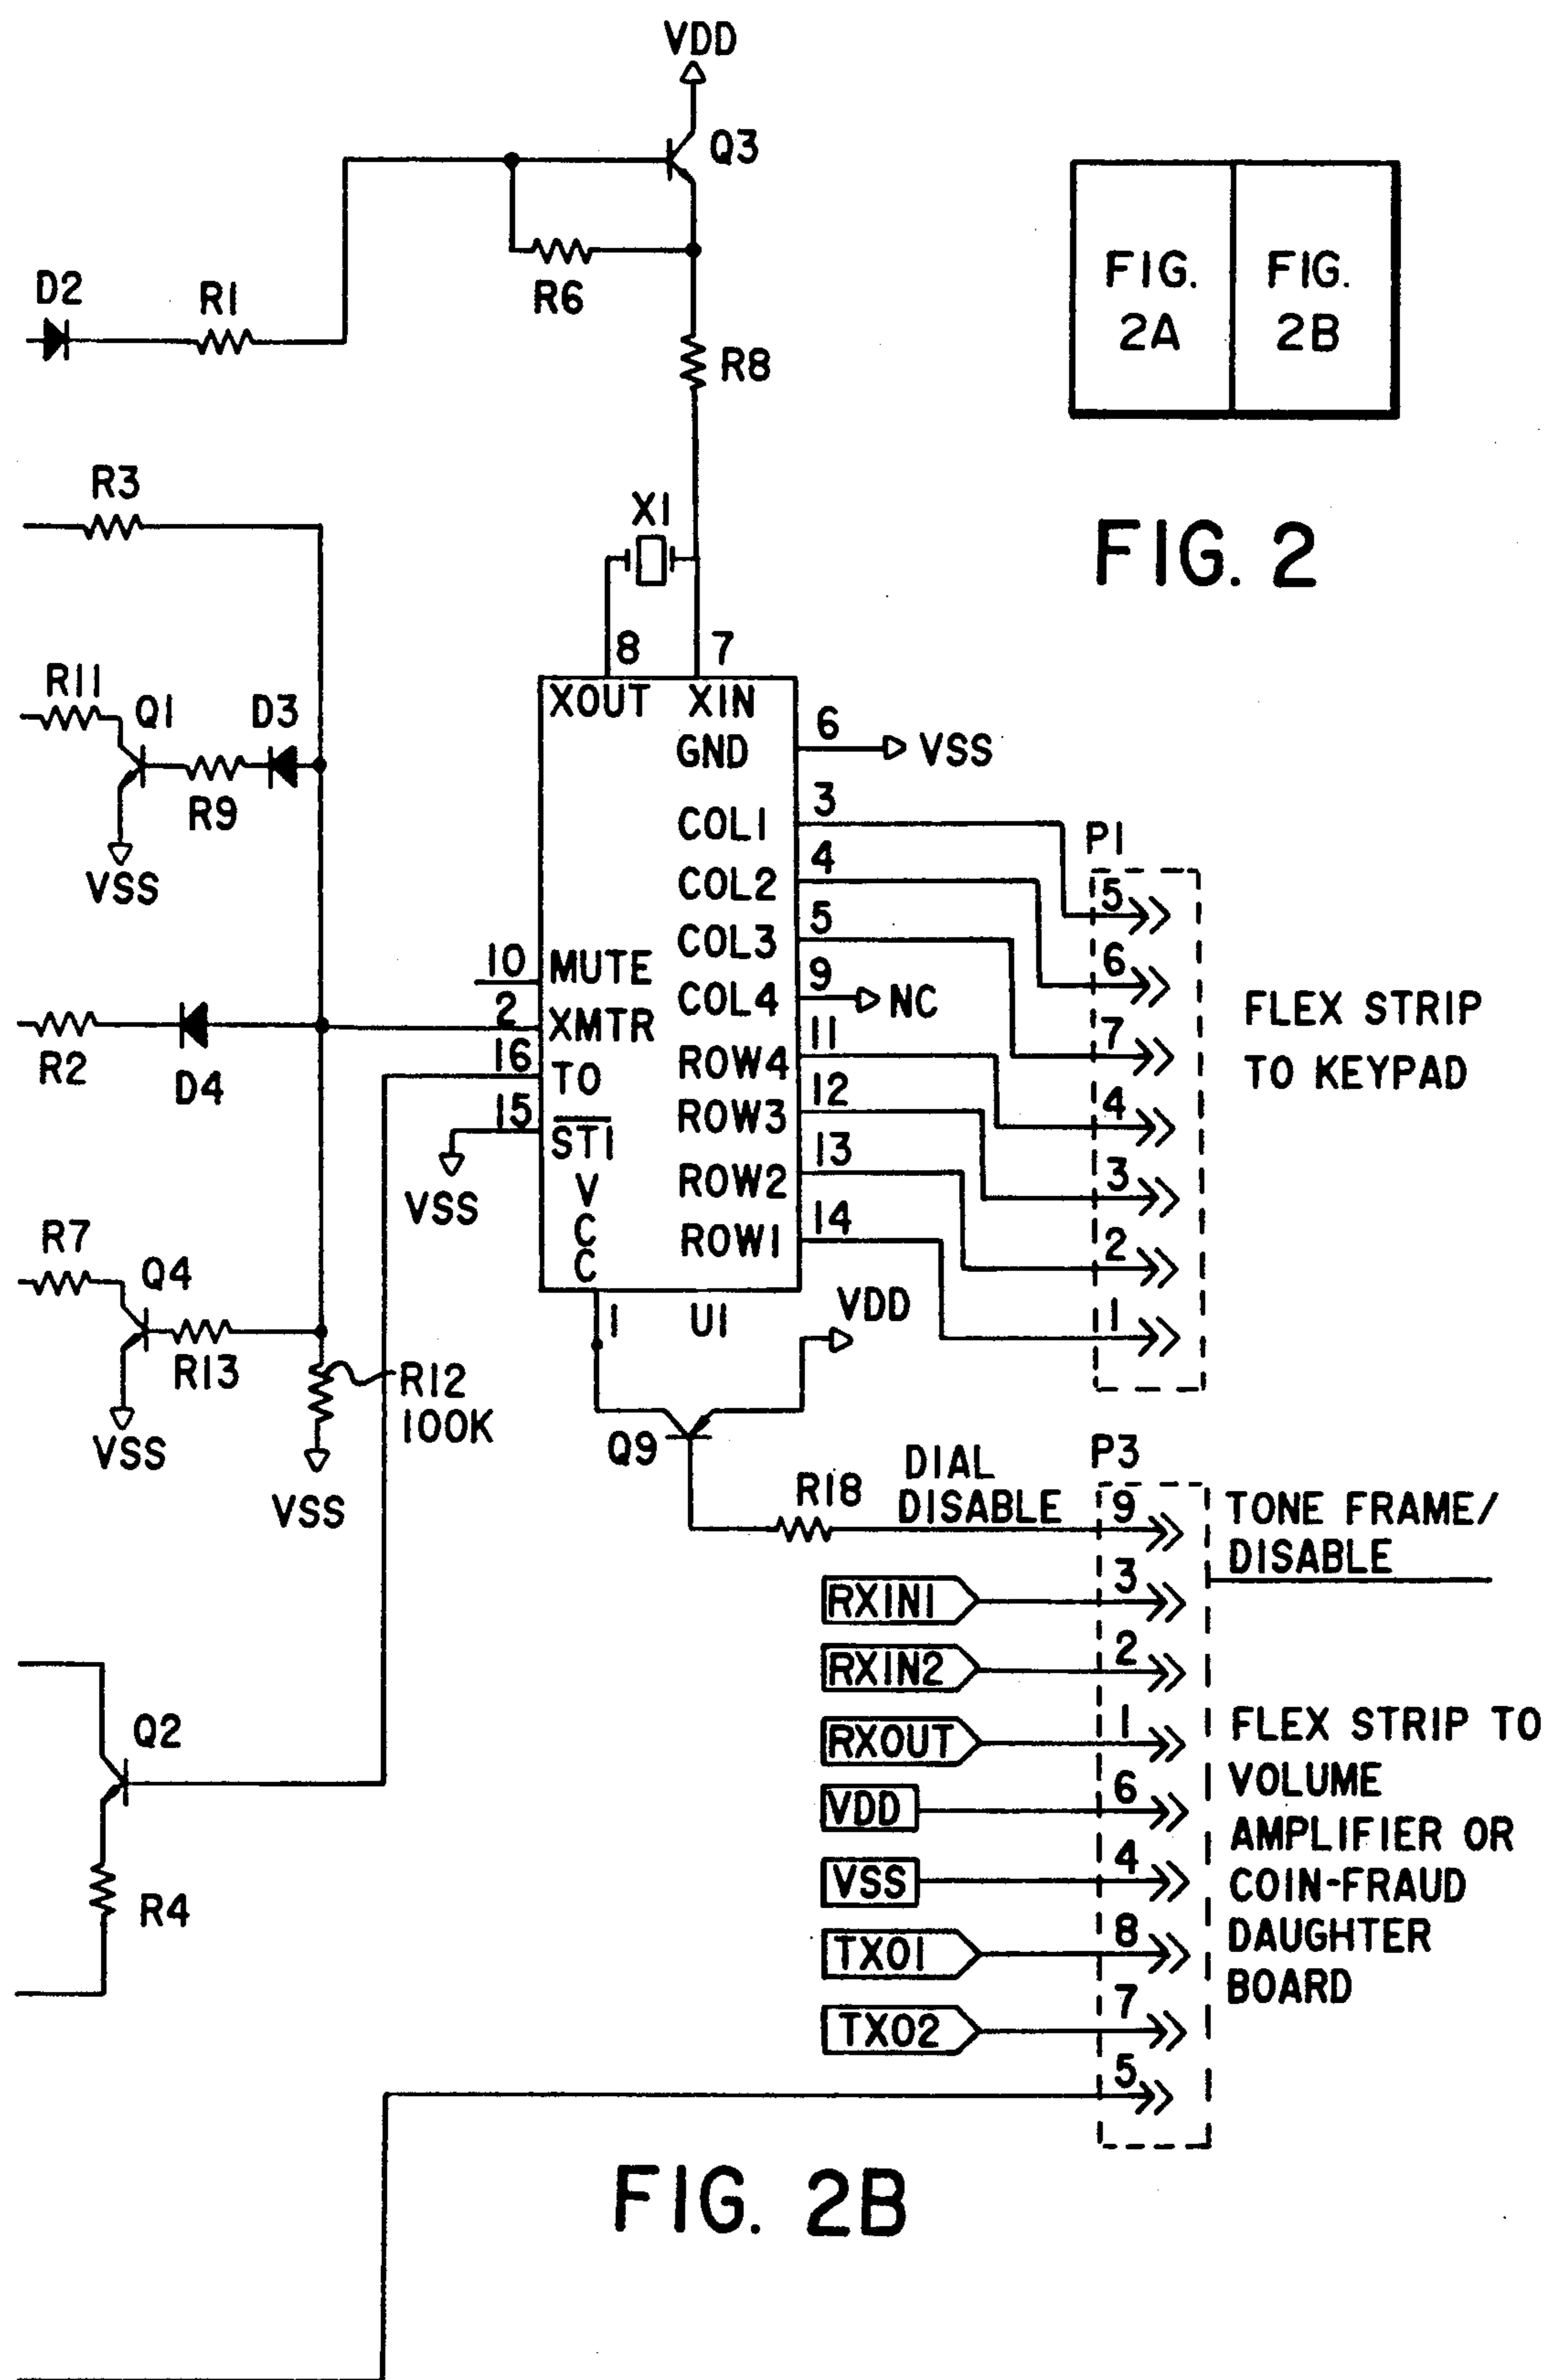 VDD
Q3
R6
D2
R1
R8
FIG.
2A
FIG.
2B
FIG. 2
R3
X1
8
7
XOUT
XIN
R11
Q1
D3
R9
VSS
GND
6
VSS
COL1
3
COL2
4
COL3
5
COL4
9
NC
ROW4
11
ROW3
12
ROW2
13
ROW1
14
10
MUTE
2
XMTR
16
TO
15
STI
VSS
V
C
C
1
U1
P1
5
6
7
4
3
2
1
FLEX STRIP
TO KEYPAD
R2
D4
R7
Q4
R13
VSS
R12
100K
VSS
VDD
Q9
R18
DIAL
DISABLE
P3
9
TONE FRAME/
DISABLE
RXIN1
3
RXIN2
2
RXOUT
1
VDD
6
VSS
4
TXO1
8
TXO2
7
5
FLEX STRIP TO
VOLUME
AMPLIFIER OR
COIN-FRAUD
DAUGHTER
BOARD
Q2
R4
FIG. 2B